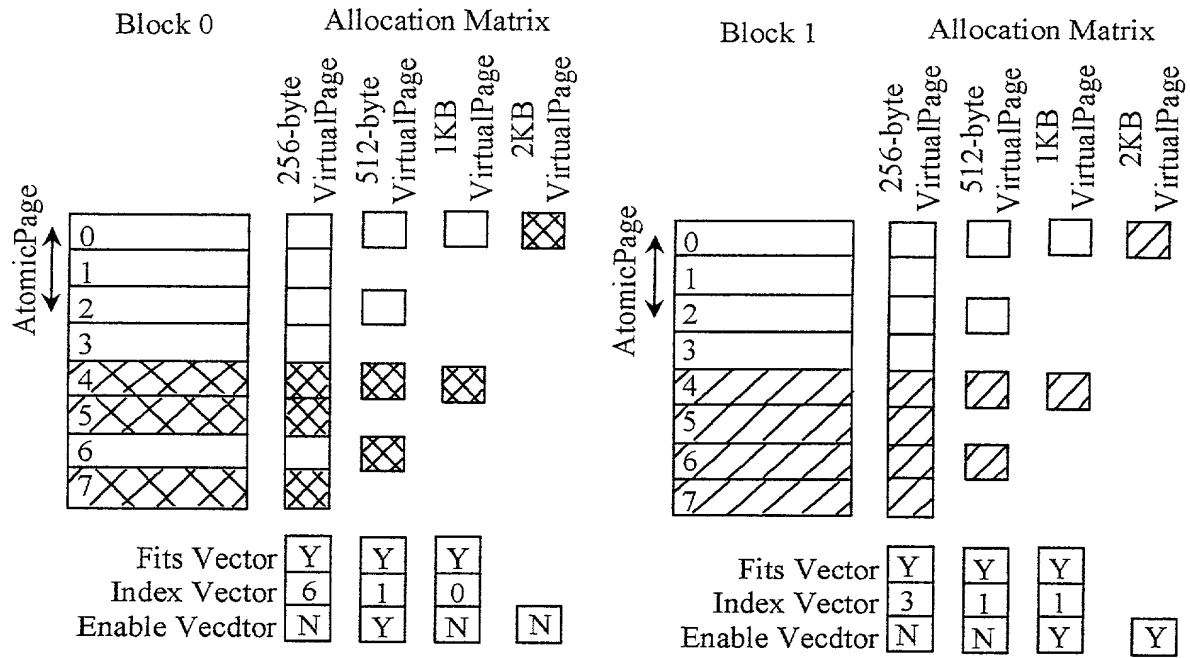 Block 0
Allocation Matrix
256-byte
VirtualPage
512-byte
VirtualPage
1KB
VirtualPage
2KB
VirtualPage
AtomicPage
0
1
2
3
4
5
6
7
Fits Vector Y Y Y
Index Vector 6 1 0
Enable Vecdtor N Y N N
Block 1
Allocation Matrix
256-byte
VirtualPage
512-byte
VirtualPage
1KB
VirtualPage
2KB
VirtualPage
AtomicPage
0
1
2
3
4
5
6
7
Fits Vector Y Y Y
Index Vector 3 1 1
Enable Vecdtor N N Y Y